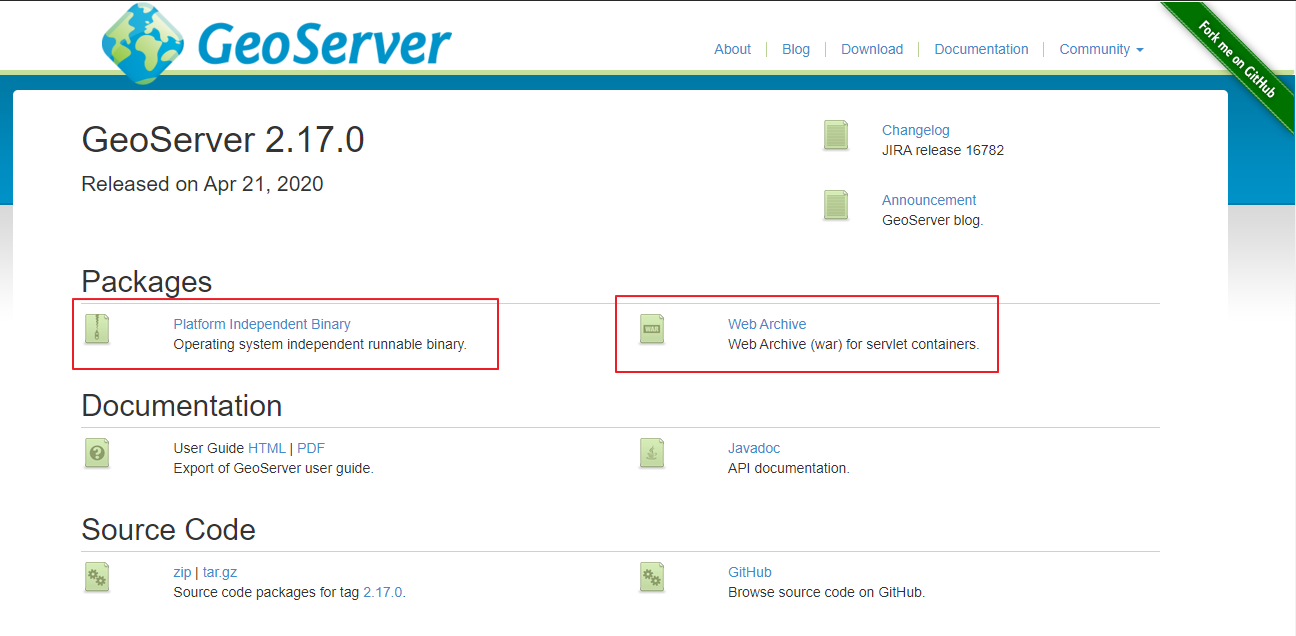 GeoServer
About
Blog
Download
Documentation
Community
Fork me on GitHub
GeoServer 2.17.0
Released on Apr 21, 2020
Changelog
JIRA release 16782
Announcement
GeoServer blog.
Packages
Platform Independent Binary
Operating system independent runnable binary.
WAR
Web Archive
Web Archive (war) for servlet containers.
Documentation
User Guide HTML | PDF
Export of GeoServer user guide.
Javadoc
API documentation.
Source Code
zip | tar.gz
Source code packages for tag 2.17.0.
GitHub
Browse source code on GitHub.